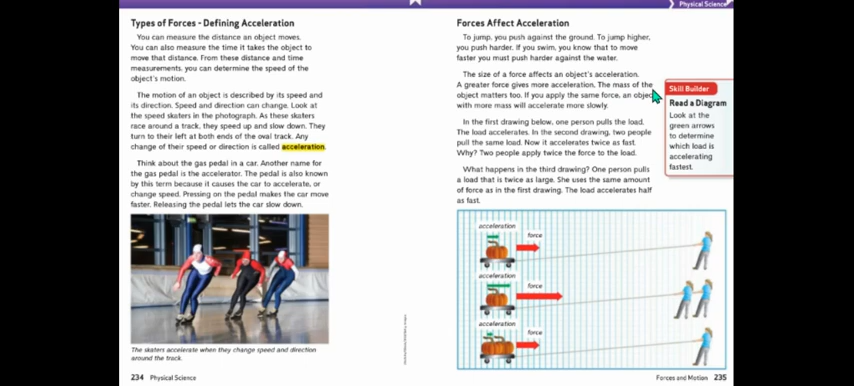 Physical Science
Types of Forces - Defining Acceleration
You can measure the distance an object moves.
You can also measure the time it takes the object to
move that distance. From these distance and time
measurements, you can determine the speed of the
object's motion.
The motion of an object is described by its speed and
its direction. Speed and direction can change. Look at
the speed skaters in the photograph. As these skaters
race around a track, they speed up and slow down. They
turn to their left at both ends of the oval track. Any
change of their speed or direction is called acceleration.
Think about the gas pedal in a car. Another name for
the gas pedal is the accelerator. The pedal is also known
by this term because it causes the car to accelerate, or
change speed. Pressing on the pedal makes the car move
faster. Releasing the pedal lets the car slow down.
The skaters accelerate when they change speed and direction
around the track.
234 Physical Science
Forces Affect Acceleration
To jump, you push against the ground. To jump higher,
you push harder. If you swim, you know that to move
faster you must push harder against the water.
The size of a force affects an object's acceleration.
A greater force gives more acceleration. The mass of the
object matters too. If you apply the same force, an objec
with more mass will accelerate more slowly.
In the first drawing below, one person pulls the load.
The load accelerates. In the second drawing, two people
pull the same load. Now it accelerates twice as fast.
Why? Two people apply twice the force to the load.
What happens in the third drawing? One person pulls
a load that is twice as large. She uses the same amount
of force as in the first drawing. The load accelerates half
as fast.
Skill Builder
Read a Diagram
Look at the
green arrows
to determine
which load is
accelerating
fastest.
acceleration
force
acceleration
force
acceleration
force
Forces and Motion 235